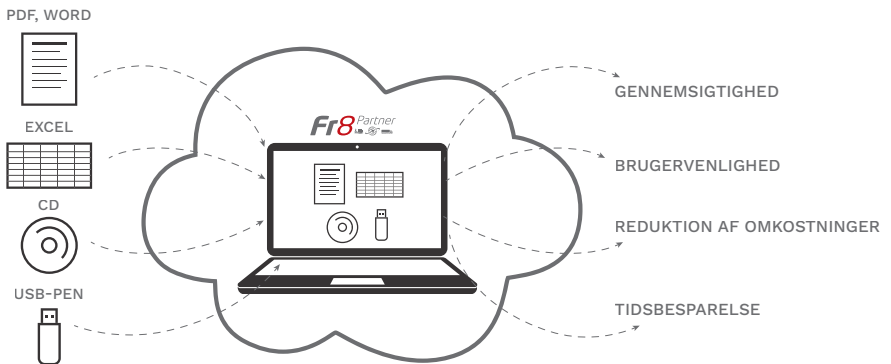 PDF, WORD
EXCEL
CD
USB-PEN
Fr8 Partner
GENNEMSIGTIGHED
BRUGERVENLIGHED
REDUKTION AF OMKOSTNINGER
TIDSBESPARELSE